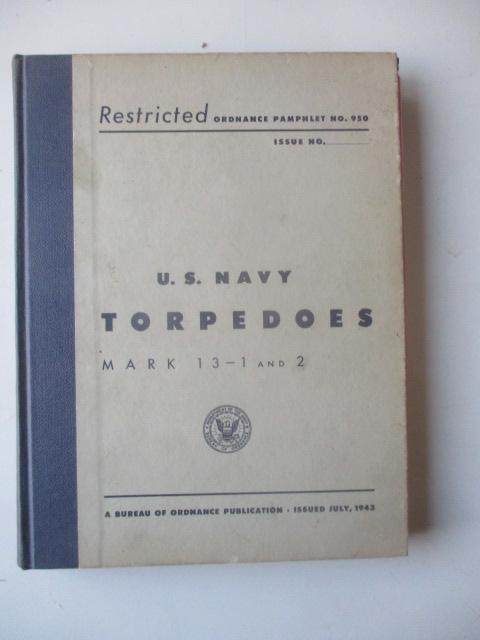 Restricted ORDNANCE PAMPHLET NO. 950
ISSUE NO.
U. S. NAVY
TORPEDOES
MARK 13-1 AND 2
A BUREAU OF ORDNANCE PUBLICATION · ISSUED JULY, 1943